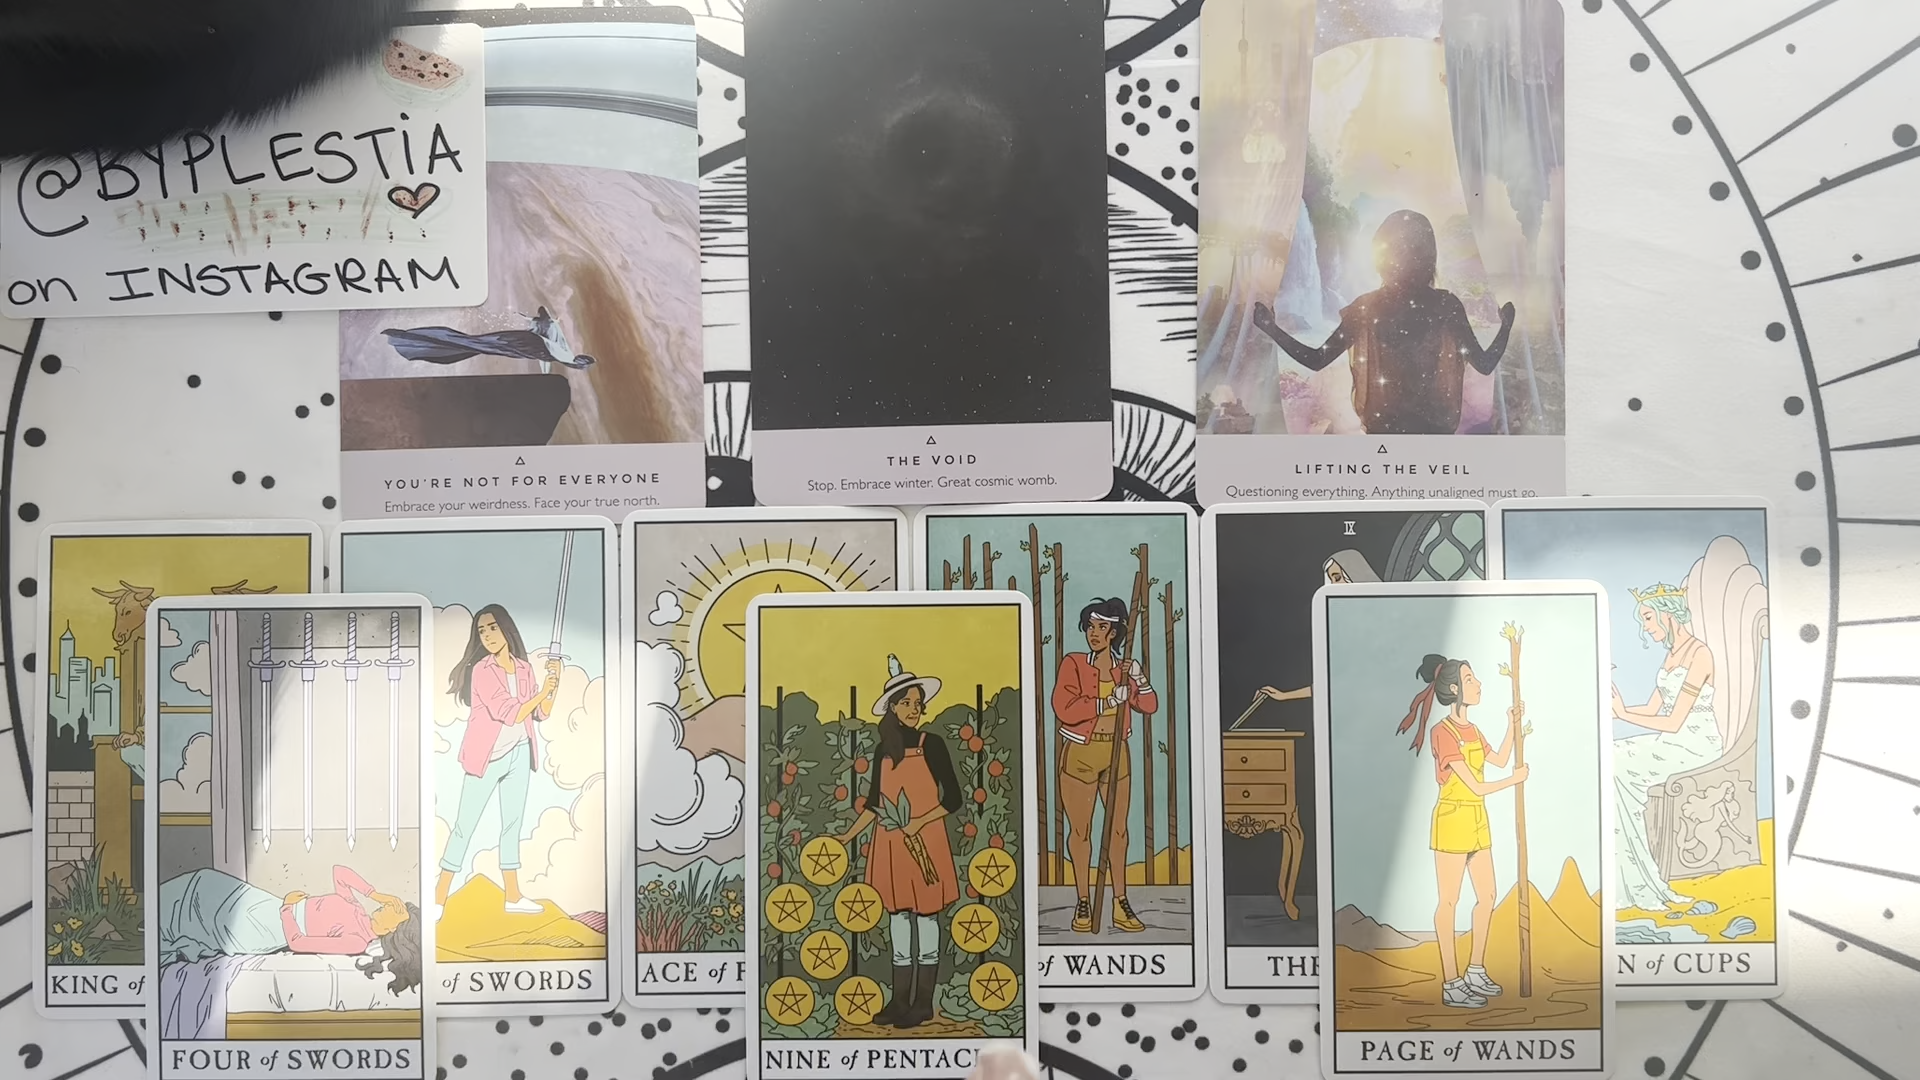 @BYPLESTiA
on INSTAGRAM
YOU'RE NOT FOR EVERYONE
Embrace your weirdness. Face your true north.
THE VOID
Stop. Embrace winter. Great cosmic womb.
LIFTING THE VEIL
Questioning everything. Anything unaligned must go.
IX
KING of
of SWORDS
ACE of
of WANDS
THE
N of CUPS
FOUR of SWORDS
NINE of PENTAC
PAGE of WANDS